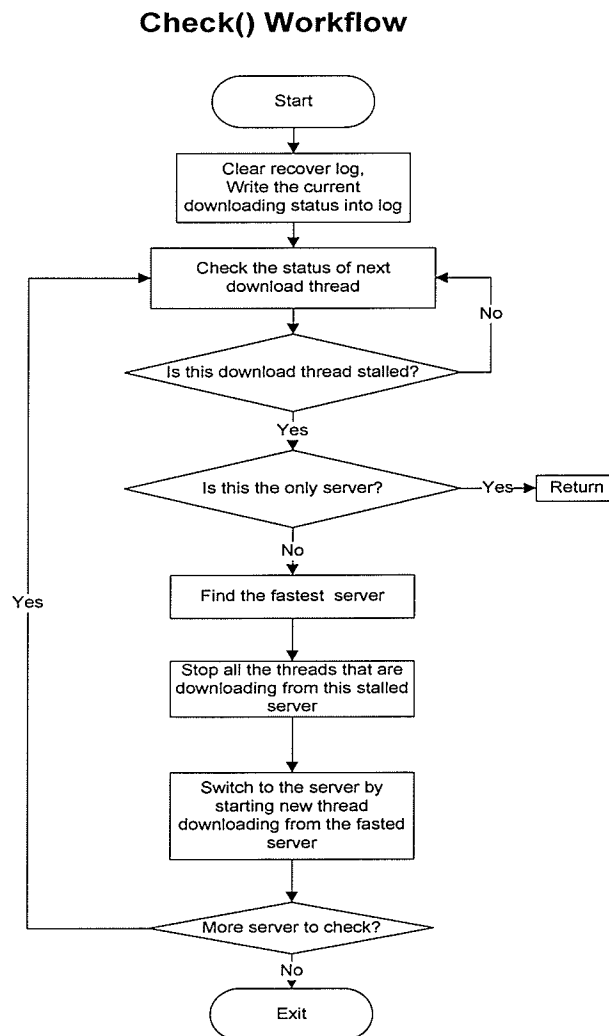 Check() Workflow
Start
Clear recover log,
Write the current
downloading status into log
Check the status of next
download thread
No
Is this download thread stalled?
Yes
Is this the only server?
Yes
Return
No
Yes
Find the fastest server
Stop all the threads that are
downloading from this stalled
server
Switch to the server by
starting new thread
downloading from the fasted
server
More server to check?
No
Exit